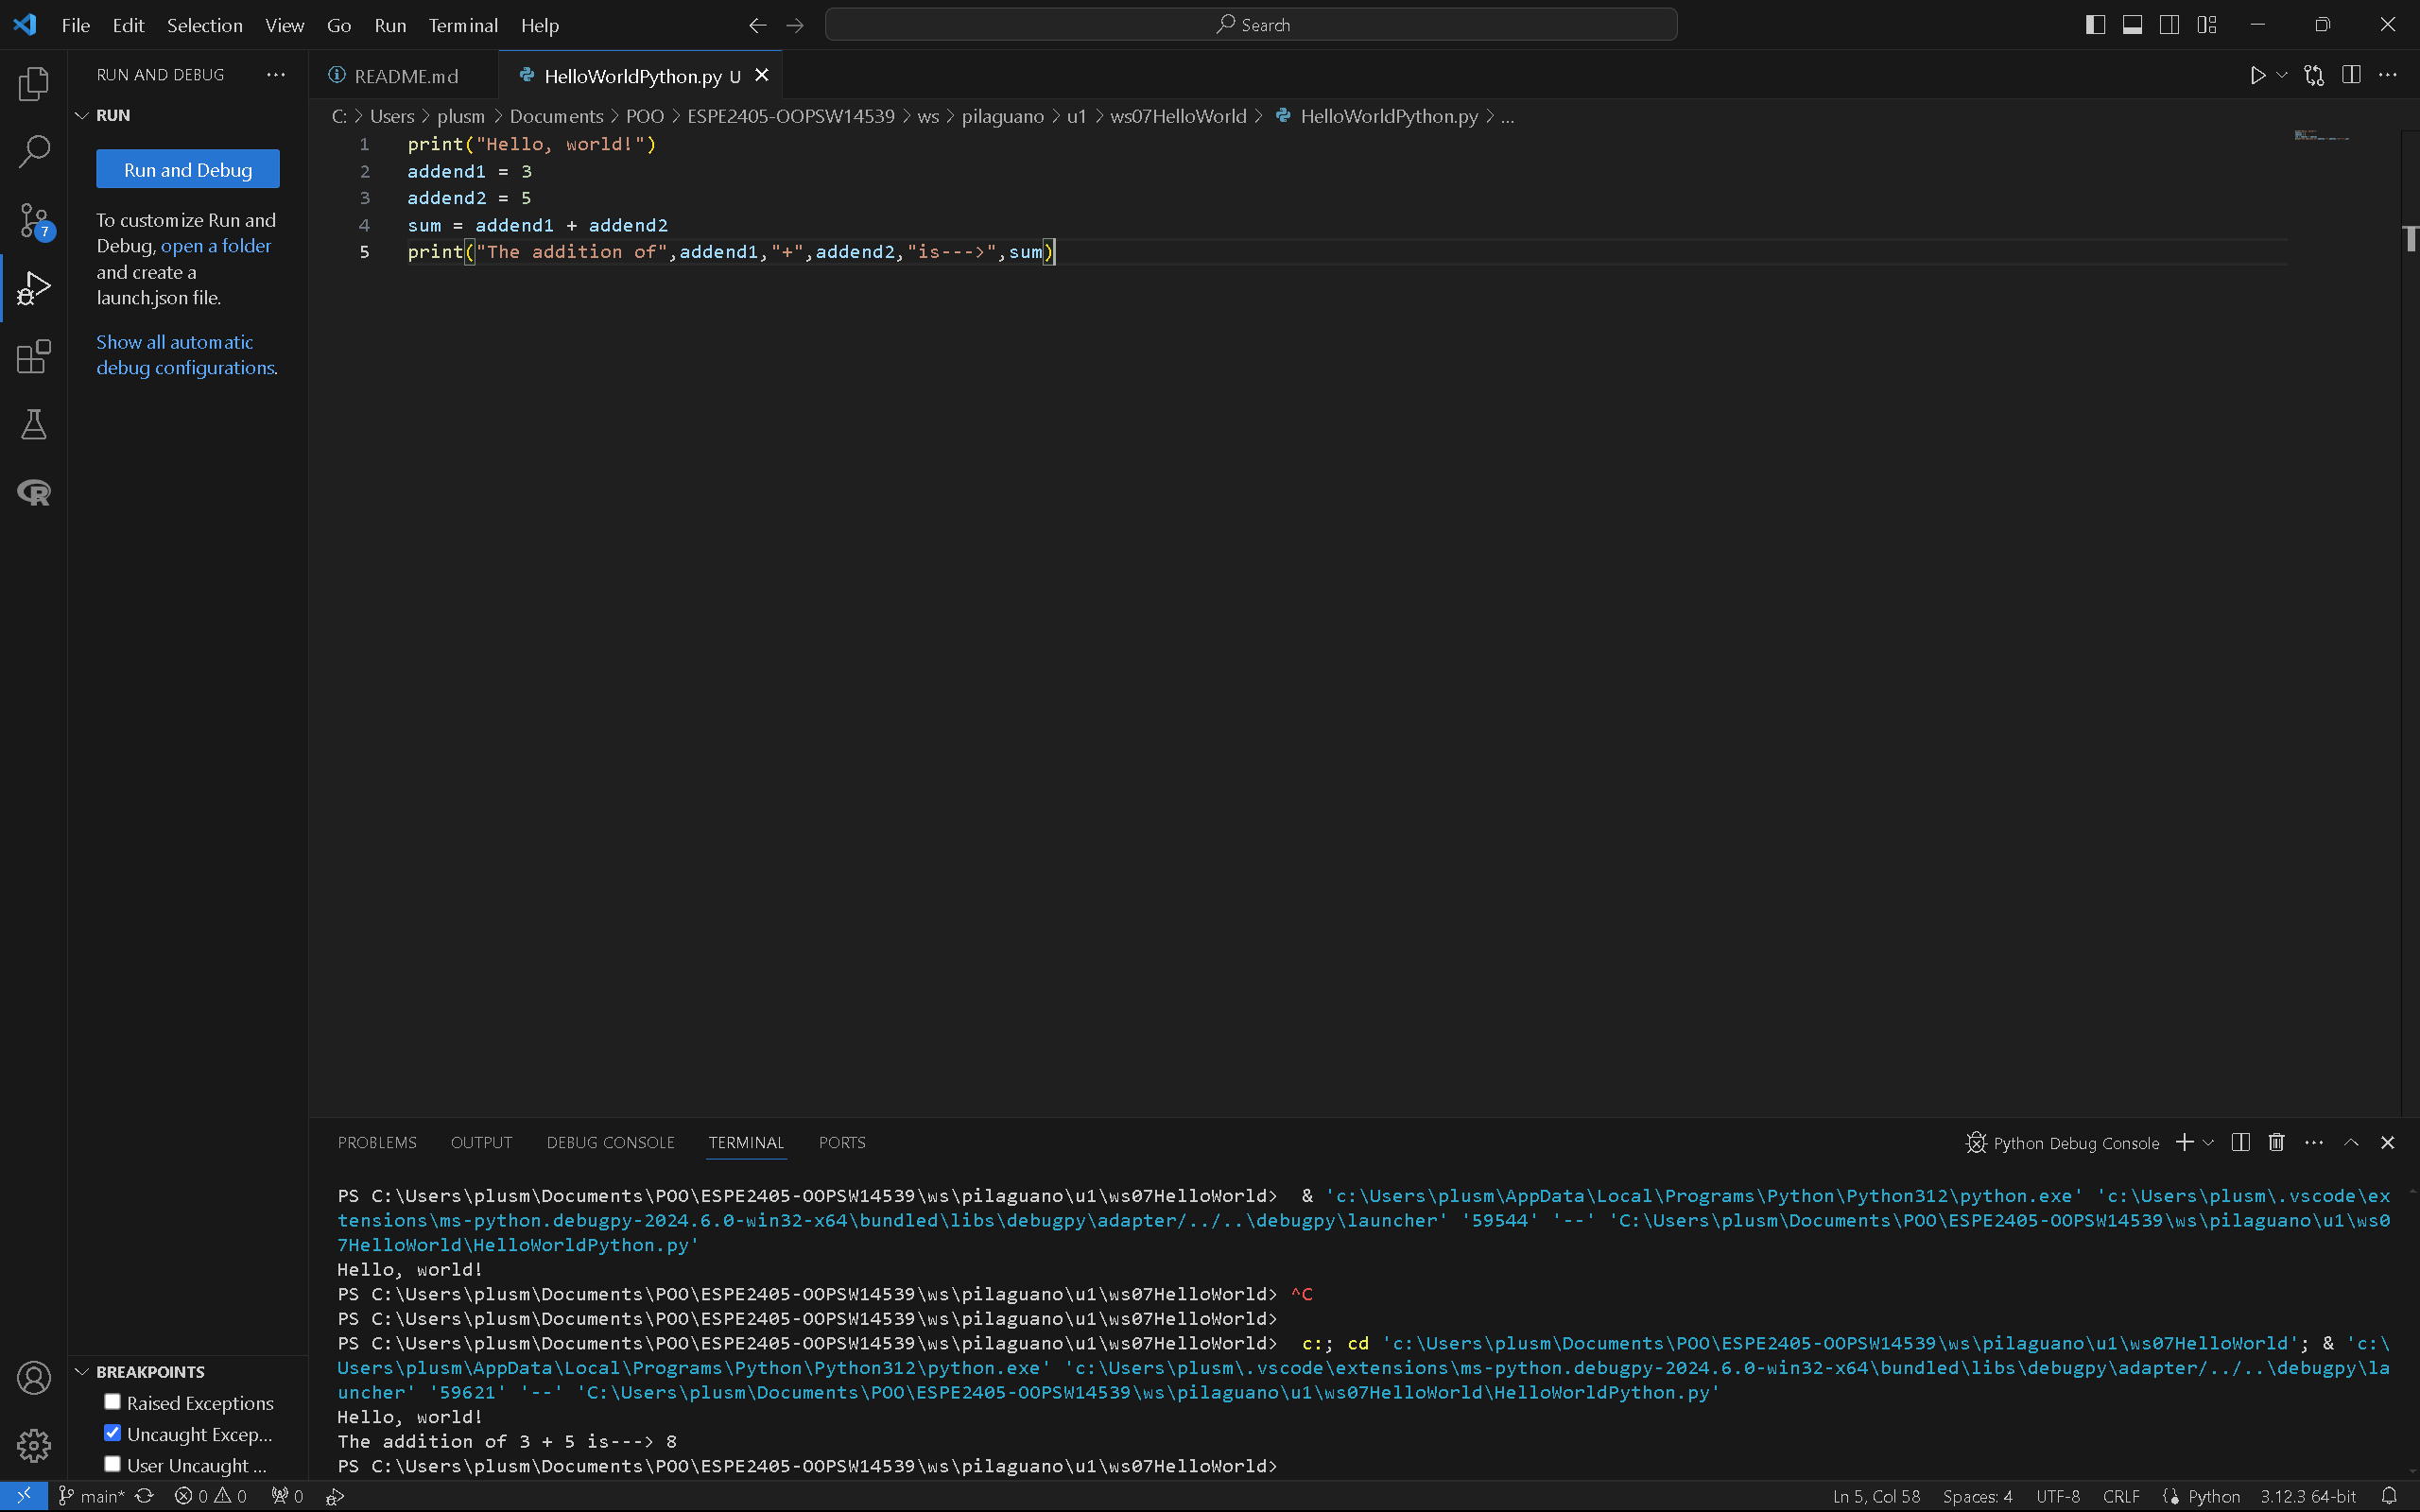 File Edit Selection View Go Run Terminal Help
Search
RUN AND DEBUG
README.md
HelloWorldPython.py U
RUN
Run and Debug
To customize Run and
Debug, open a folder
and create a
launch.json file.
Show all automatic
debug configurations.
7
C: > Users > plusm > Documents > POO > ESPE2405-OOPSW14539 > ws > pilaguano > u1 > ws07HelloWorld > HelloWorldPython.py > ...
1 print("Hello, world!")
2 addend1 = 3
3 addend2 = 5
4 sum = addend1 + addend2
5 print("The addition of",addend1,"+",addend2,"is--->",sum)
PROBLEMS OUTPUT DEBUG CONSOLE TERMINAL PORTS
Python Debug Console
PS C:\Users\plusm\Documents\POO\ESPE2405-OOPSW14539\ws\pilaguano\u1\ws07HelloWorld>  & 'c:\Users\plusm\AppData\Local\Programs\Python\Python312\python.exe' 'c:\Users\plusm\.vscode\ex
tensions\ms-python.debugpy-2024.6.0-win32-x64\bundled\libs\debugpy\adapter/../..\debugpy\launcher' '59544' '--' 'C:\Users\plusm\Documents\POO\ESPE2405-OOPSW14539\ws\pilaguano\u1\ws0
7HelloWorld\HelloWorldPython.py'
Hello, world!
PS C:\Users\plusm\Documents\POO\ESPE2405-OOPSW14539\ws\pilaguano\u1\ws07HelloWorld> ^C
PS C:\Users\plusm\Documents\POO\ESPE2405-OOPSW14539\ws\pilaguano\u1\ws07HelloWorld>
PS C:\Users\plusm\Documents\POO\ESPE2405-OOPSW14539\ws\pilaguano\u1\ws07HelloWorld>  c:; cd 'c:\Users\plusm\Documents\POO\ESPE2405-OOPSW14539\ws\pilaguano\u1\ws07HelloWorld'; & 'c:\
Users\plusm\AppData\Local\Programs\Python\Python312\python.exe' 'c:\Users\plusm\.vscode\extensions\ms-python.debugpy-2024.6.0-win32-x64\bundled\libs\debugpy\adapter/../..\debugpy\la
uncher' '59621' '--' 'C:\Users\plusm\Documents\POO\ESPE2405-OOPSW14539\ws\pilaguano\u1\ws07HelloWorld\HelloWorldPython.py'
Hello, world!
The addition of 3 + 5 is---> 8
PS C:\Users\plusm\Documents\POO\ESPE2405-OOPSW14539\ws\pilaguano\u1\ws07HelloWorld>
BREAKPOINTS
Raised Exceptions
Uncaught Excep...
User Uncaught ...
main* 0 0 0
Ln 5, Col 58 Spaces: 4 UTF-8 CRLF Python 3.12.3 64-bit